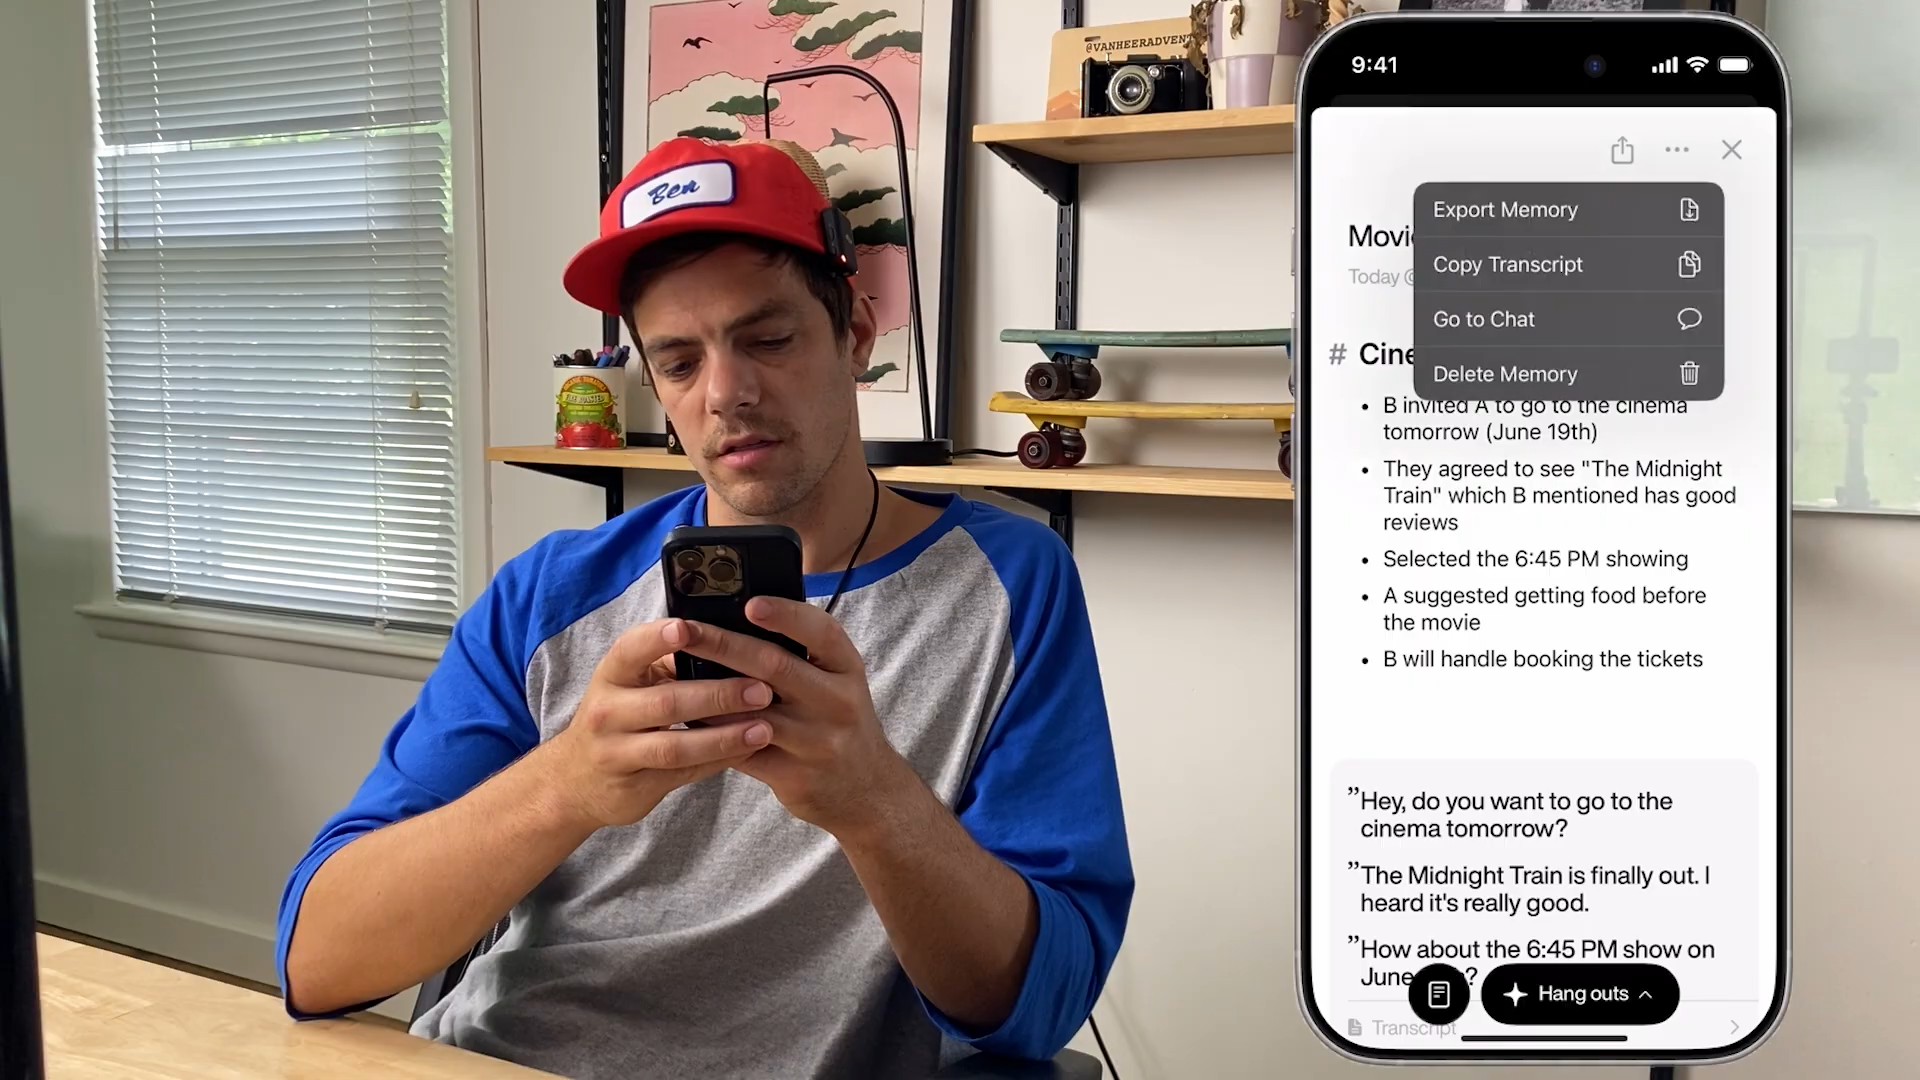 Ben
@VANHEERADVENT
FIRE ROASTED
9:41
Export Memory
Movi
Copy Transcript
Today @
Go to Chat
# Cine
Delete Memory
• B invited A to go to the cinema
tomorrow (June 19th)
• They agreed to see "The Midnight
Train" which B mentioned has good
reviews
• Selected the 6:45 PM showing
• A suggested getting food before
the movie
• B will handle booking the tickets
”Hey, do you want to go to the
cinema tomorrow?
”The Midnight Train is finally out. I
heard it's really good.
”How about the 6:45 PM show on
June ?
Hang outs
Transcript